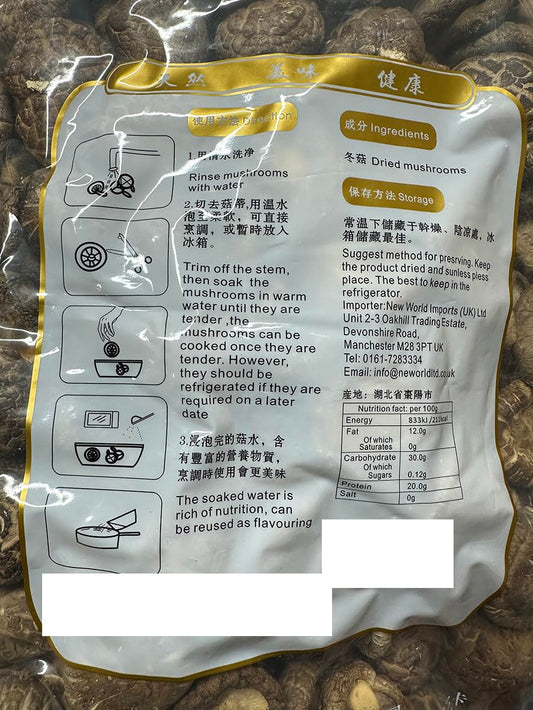 天然 美味 健康
使用方法 Direction
1.用清水洗净
Rinse mushrooms
with water
2.切去菇蒂,用温水
泡至柔軟，可直接
烹調，或暫時放入
冰箱。
Trim off the stem,
then soak the
mushrooms in warm
water until they are
tender ,the
mushrooms can be
cooked once they are
tender. However,
they should be
refrigerated if they are
required on a later
date
3.浸泡完的菇水，含
有豐富的營養物質，
烹調時使用會更美味
The soaked water is
rich of nutrition, can
be reused as flavouring
成分 Ingredients
冬菇 Dried mushrooms
保存方法 Storage
常温下儲藏于幹燥、陰凉處，冰
箱儲藏最佳。
Suggest method for presrving. Keep
the product dried and sunless pless
place. The best to keep in the
refrigerator.
Importer:New World Imports (UK) Ltd
Unit 2-3 Oakhill Trading Estate,
Devonshire Road,
Manchester M28 3PT UK
Tel: 0161-7283334
Email: info@neworldltd.co.uk
産地：湖北省棗陽市
Nutrition fact: per 100g
Energy 833kJ /
Fat 12.0g
Of which
Saturates 0g
Carbohydrate 30.0g
Of which
Sugars 0.12g
Protein 20.0g
Salt 0g